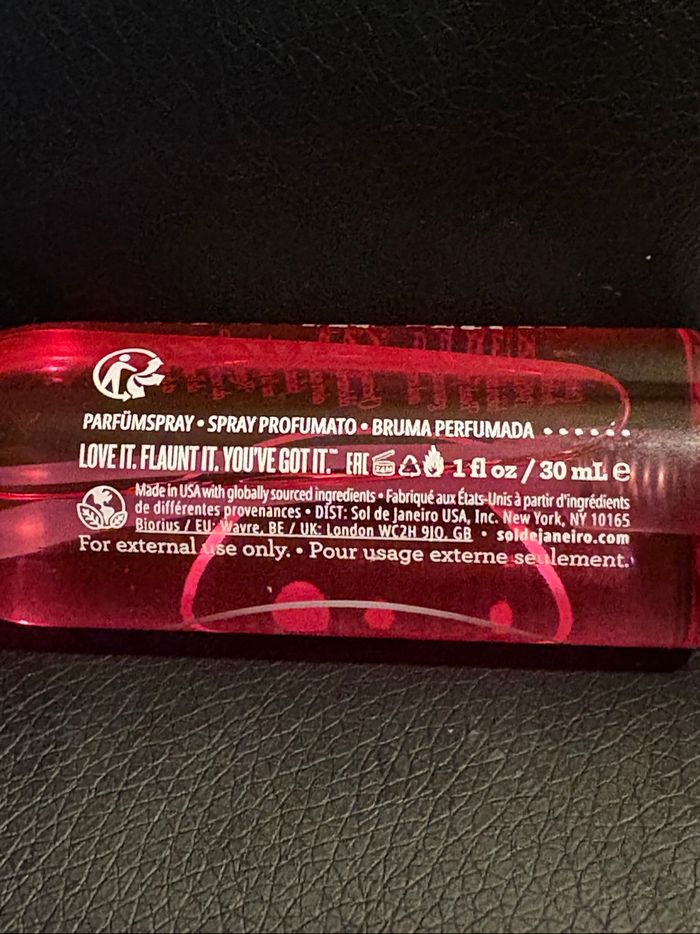 PARFÜMSPRAY • SPRAY PROFUMATO • BRUMA PERFUMADA
LOVE IT. FLAUNT IT. YOU'VE GOT IT.™ EAC 24M 1 fl oz / 30 mL ℮
Made in USA with globally sourced ingredients • Fabriqué aux États-Unis à partir d'ingrédients
de différentes provenances • DIST: Sol de Janeiro USA, Inc. New York, NY 10165
Biorius / EU: Wavre, BE / UK: London WC2H 9JQ, GB • soldejaneiro.com
For external use only. • Pour usage externe seulement.